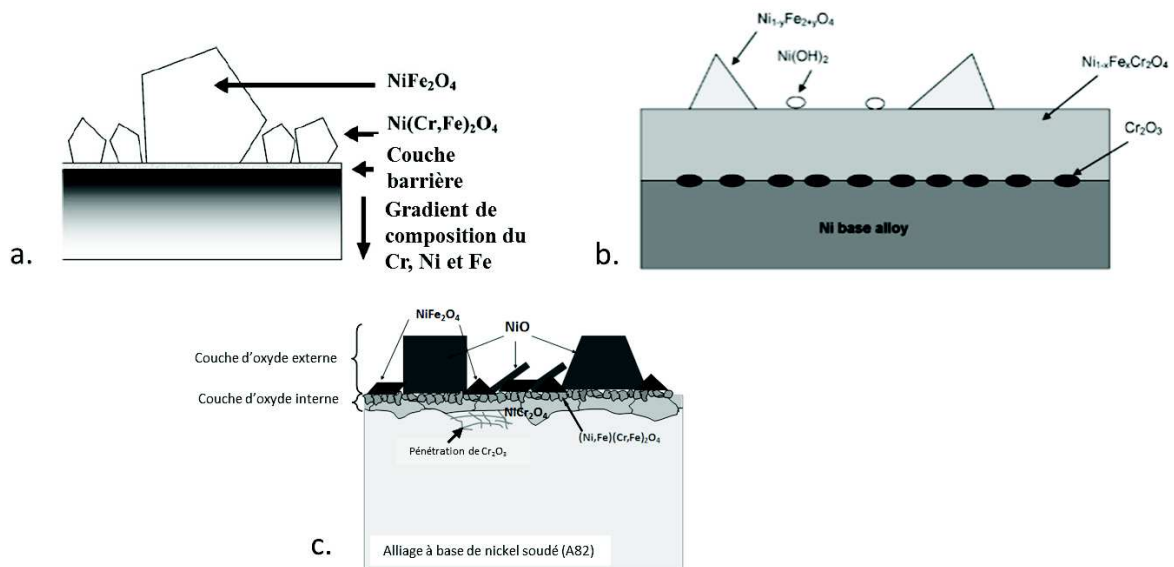 NiFe₂O₄
Ni(Cr,Fe)₂O₄
Couche
barrière
Gradient de
composition du
Cr, Ni et Fe
a.
Ni₁₋yFe₂₊yO₄
Ni(OH)₂
Ni₁₋ₓFeₓCr₂O₄
Cr₂O₃
Ni base alloy
b.
NiFe₂O₄
NiO
Couche d'oxyde externe
Couche d'oxyde interne
NiCr₂O₄
(Ni,Fe)(Cr,Fe)₂O₄
Pénétration de Cr₂O₃
c.
Alliage à base de nickel soudé (A82)